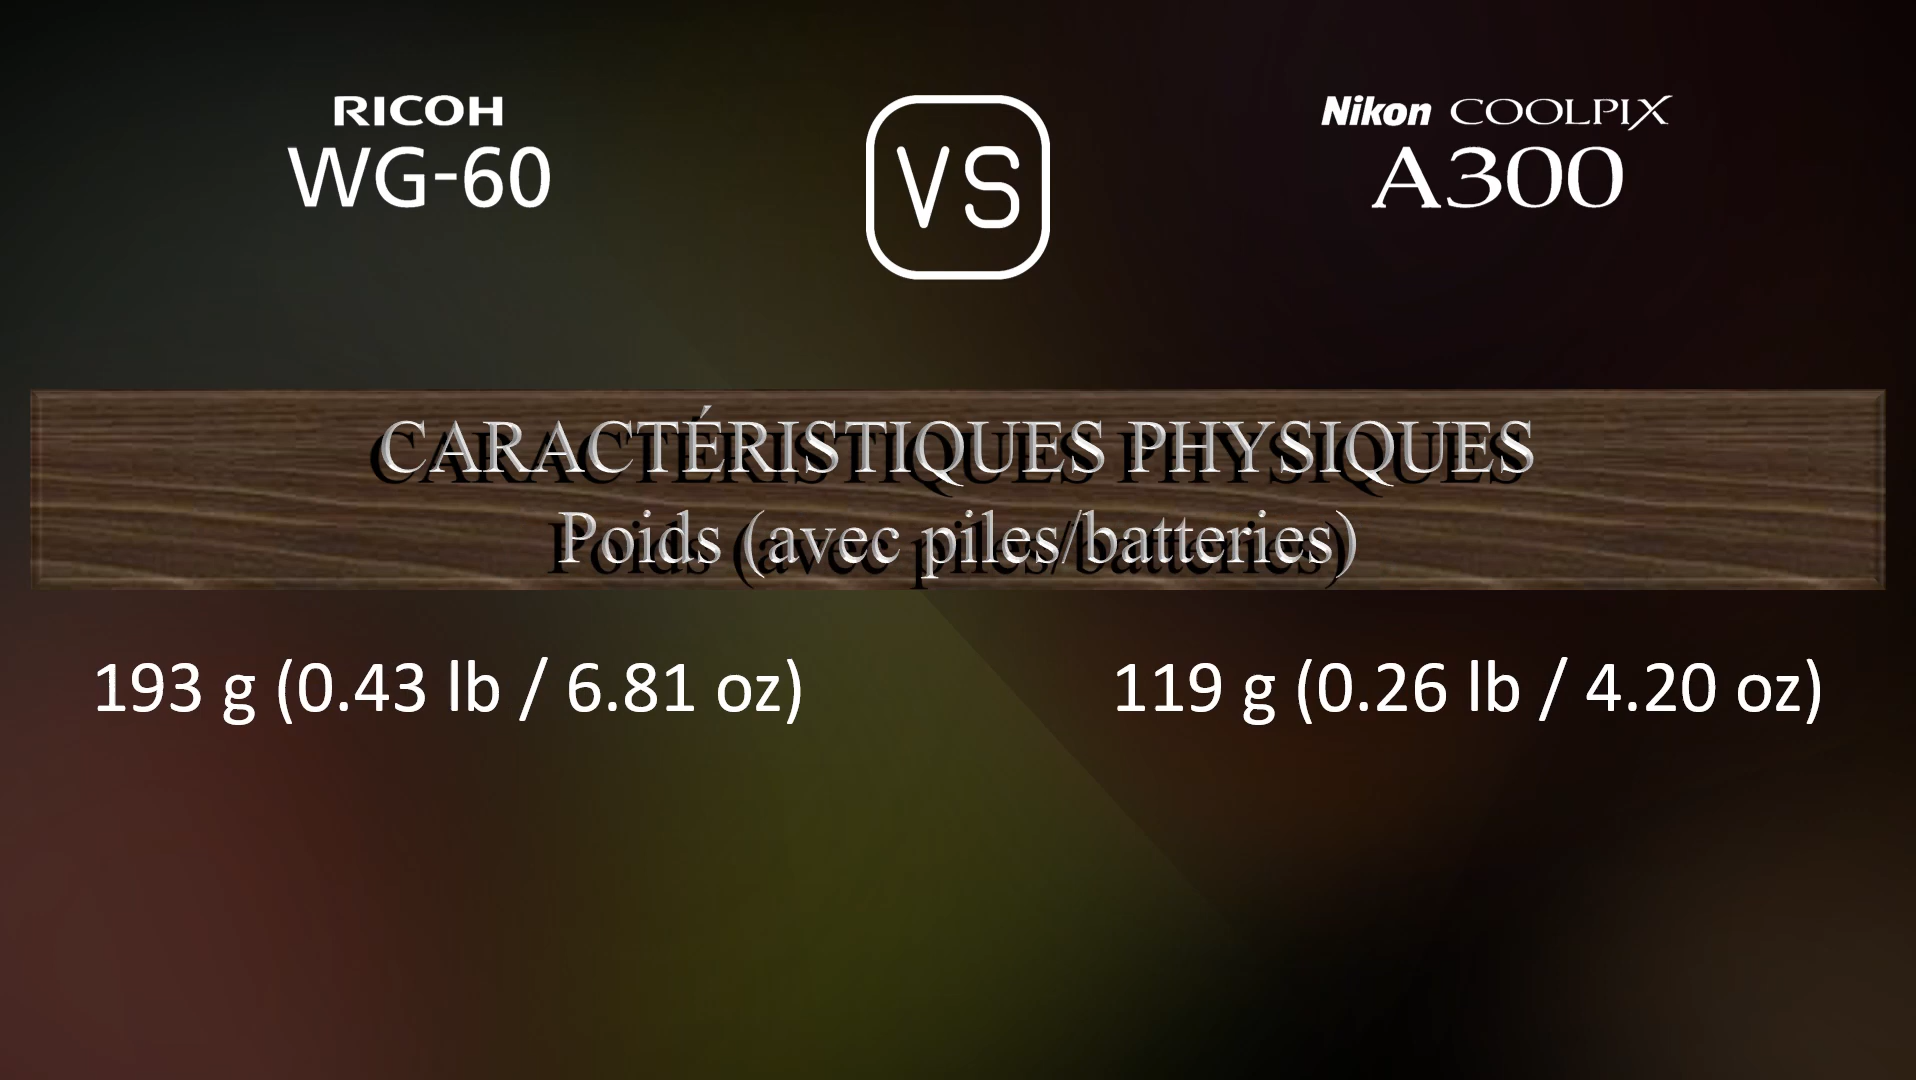 RICOH
WG-60
VS
Nikon COOLPIX
A300
CARACTÉRISTIQUES PHYSIQUES
Poids (avec piles/batteries)
193 g (0.43 lb / 6.81 oz)
119 g (0.26 lb / 4.20 oz)